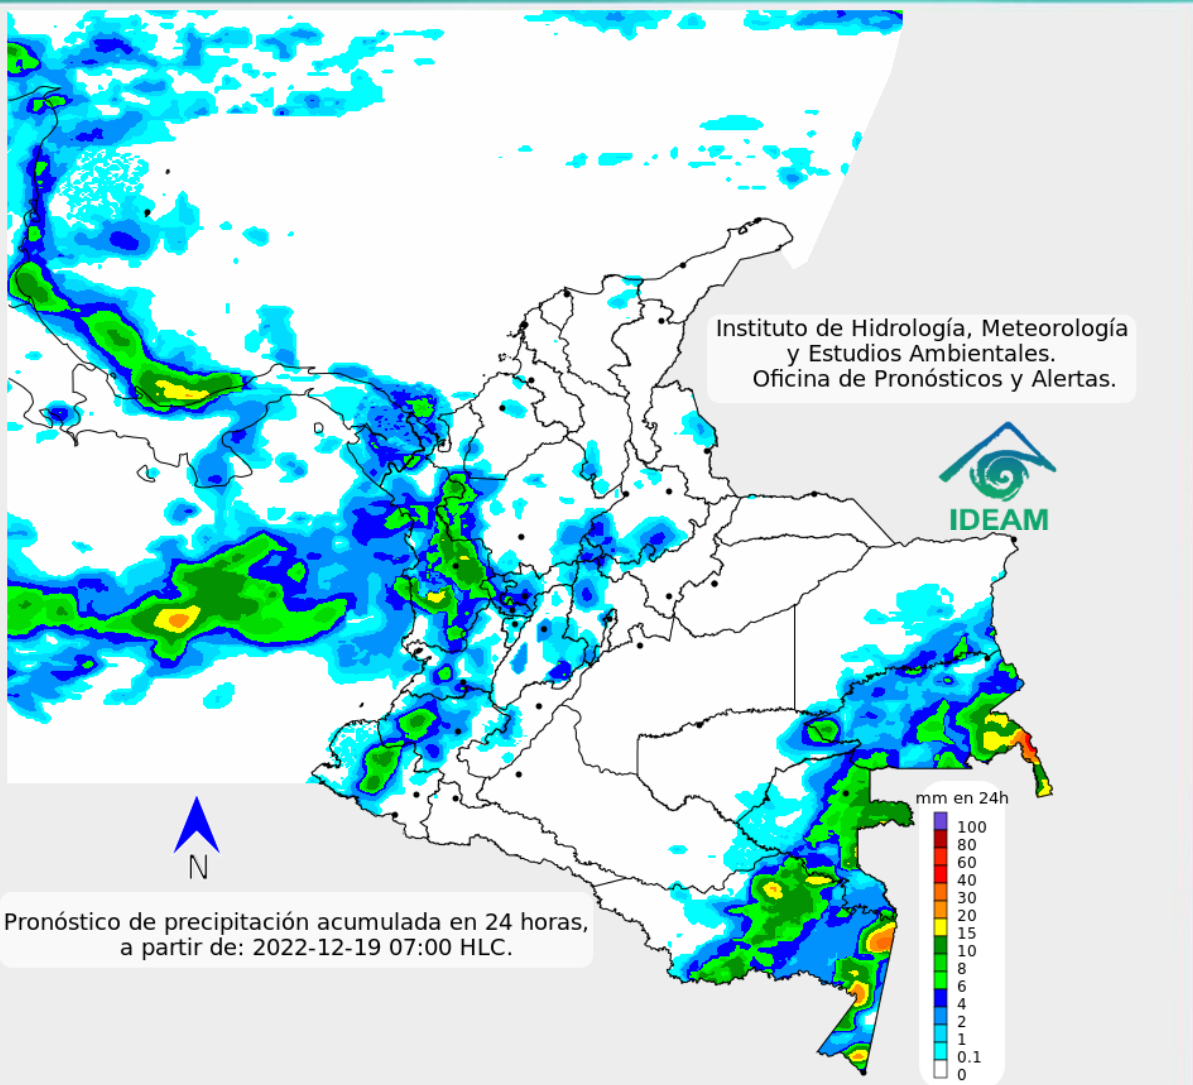 Instituto de Hidrología, Meteorología
y Estudios Ambientales.
Oficina de Pronósticos y Alertas.
IDEAM
N
mm en 24h
100
80
60
40
30
20
15
10
8
6
4
2
1
0.1
0
Pronóstico de precipitación acumulada en 24 horas,
a partir de: 2022-12-19 07:00 HLC.